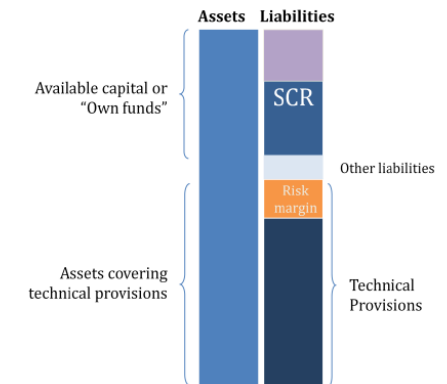 Assets Liabilities
Available capital or
“Own funds”
SCR
Other liabilities
Risk
margin
Assets covering
technical provisions
Technical
Provisions